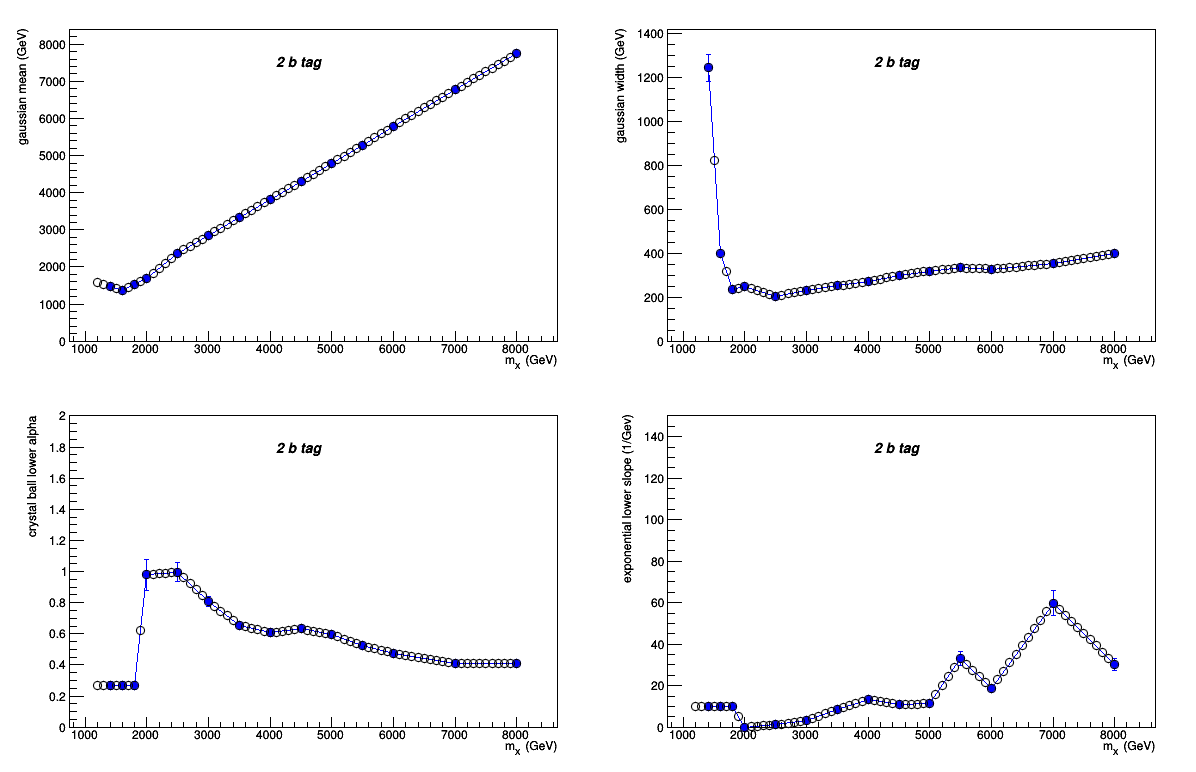 gaussian mean (GeV)
8000
7000
6000
5000
4000
3000
2000
1000
0
2 b tag
1000 2000 3000 4000 5000 6000 7000 8000
m_x (GeV)
gaussian width (GeV)
1400
1200
1000
800
600
400
200
0
2 b tag
1000 2000 3000 4000 5000 6000 7000 8000
m_x (GeV)
crystal ball lower alpha
2
1.8
1.6
1.4
1.2
1
0.8
0.6
0.4
0.2
0
2 b tag
1000 2000 3000 4000 5000 6000 7000 8000
m_x (GeV)
exponential lower slope (1/Gev)
140
120
100
80
60
40
20
0
2 b tag
1000 2000 3000 4000 5000 6000 7000 8000
m_x (GeV)